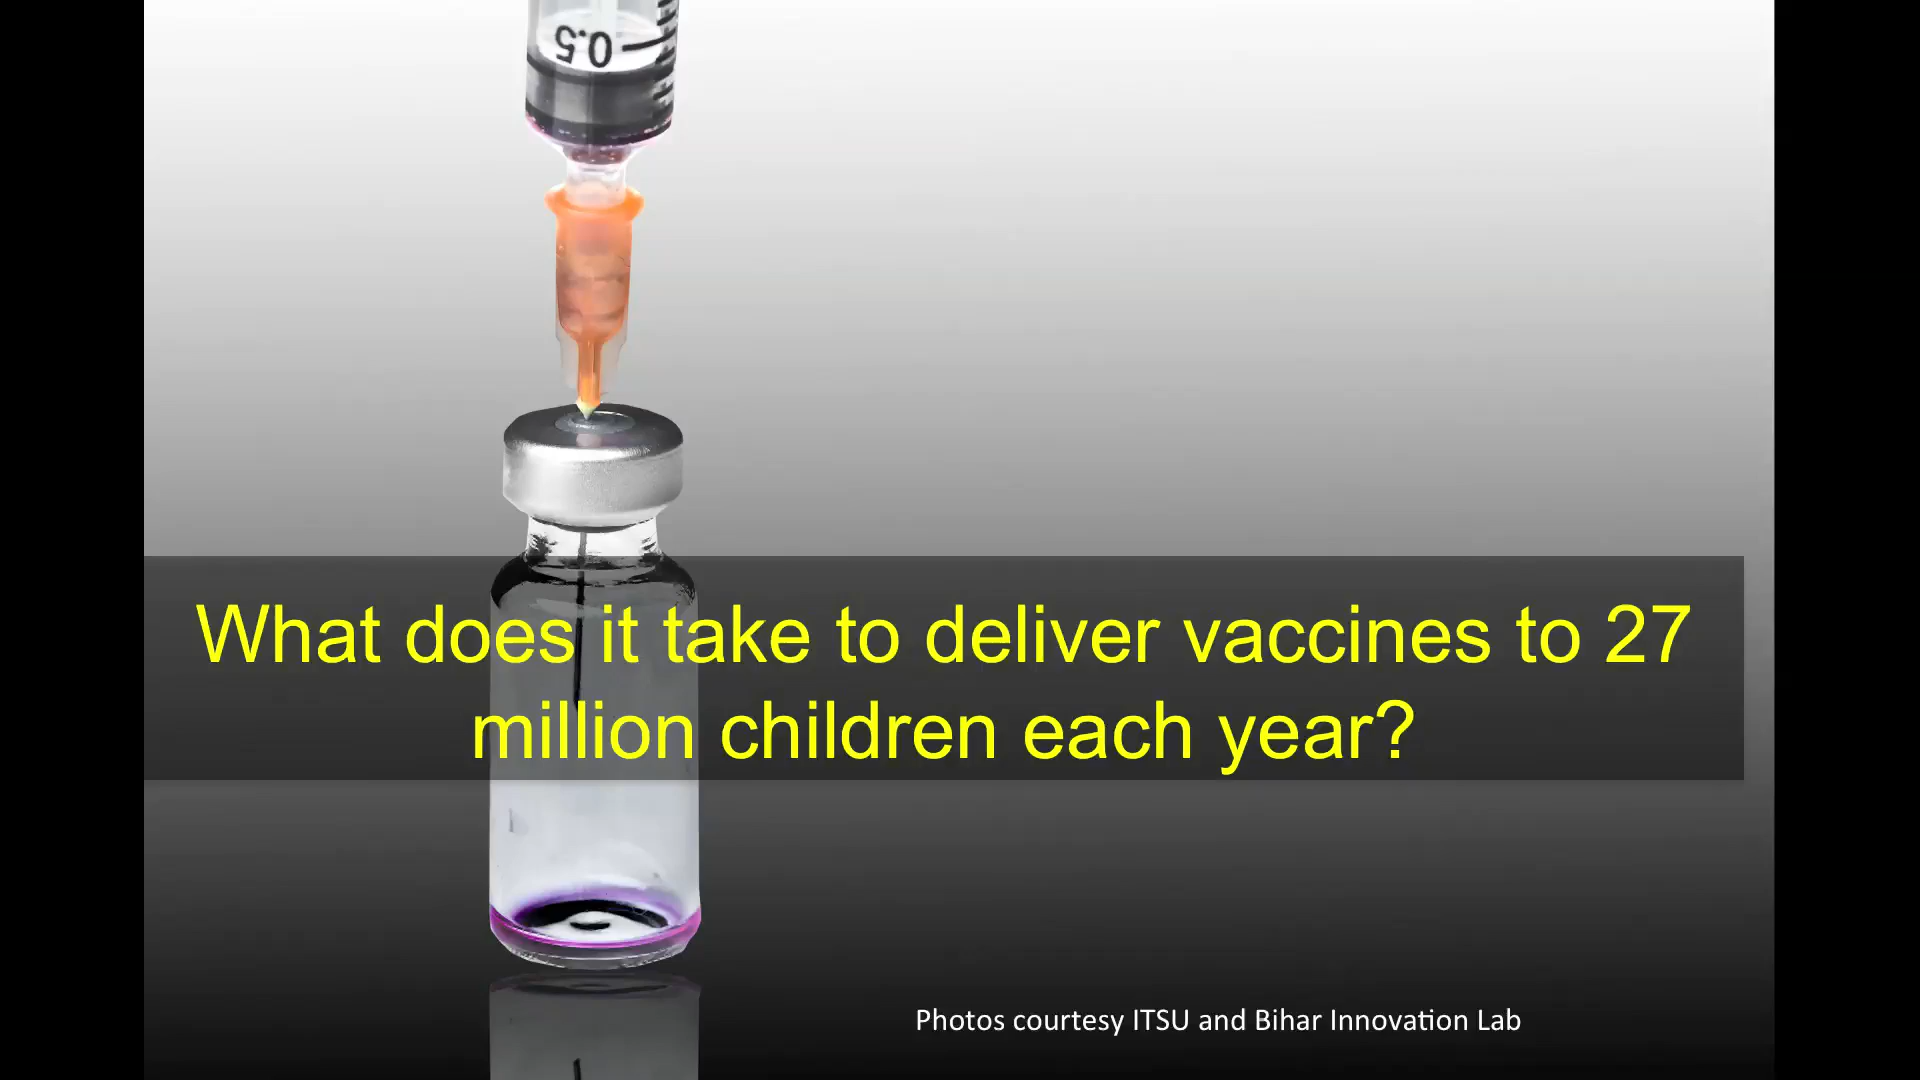 0.5
What does it take to deliver vaccines to 27
million children each year?
Photos courtesy ITSU and Bihar Innovation Lab